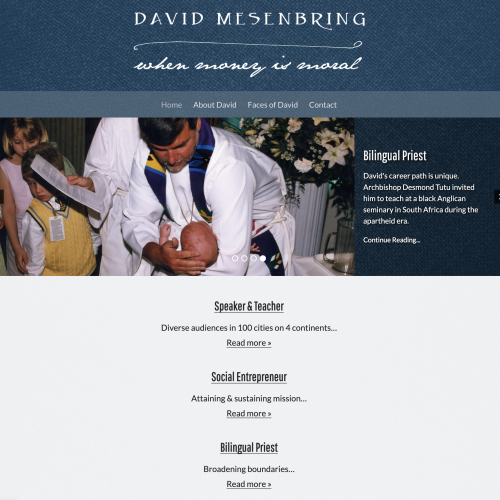 DAVID MESENBRING
when money is moral
Home About David Faces of David Contact
Bilingual Priest
David's career path is unique.
Archbishop Desmond Tutu invited
him to teach at a black Anglican
seminary in South Africa during the
apartheid era.
Continue Reading...
Speaker & Teacher
Diverse audiences in 100 cities on 4 continents...
Read more »
Social Entrepreneur
Attaining & sustaining mission...
Read more »
Bilingual Priest
Broadening boundaries...
Read more »